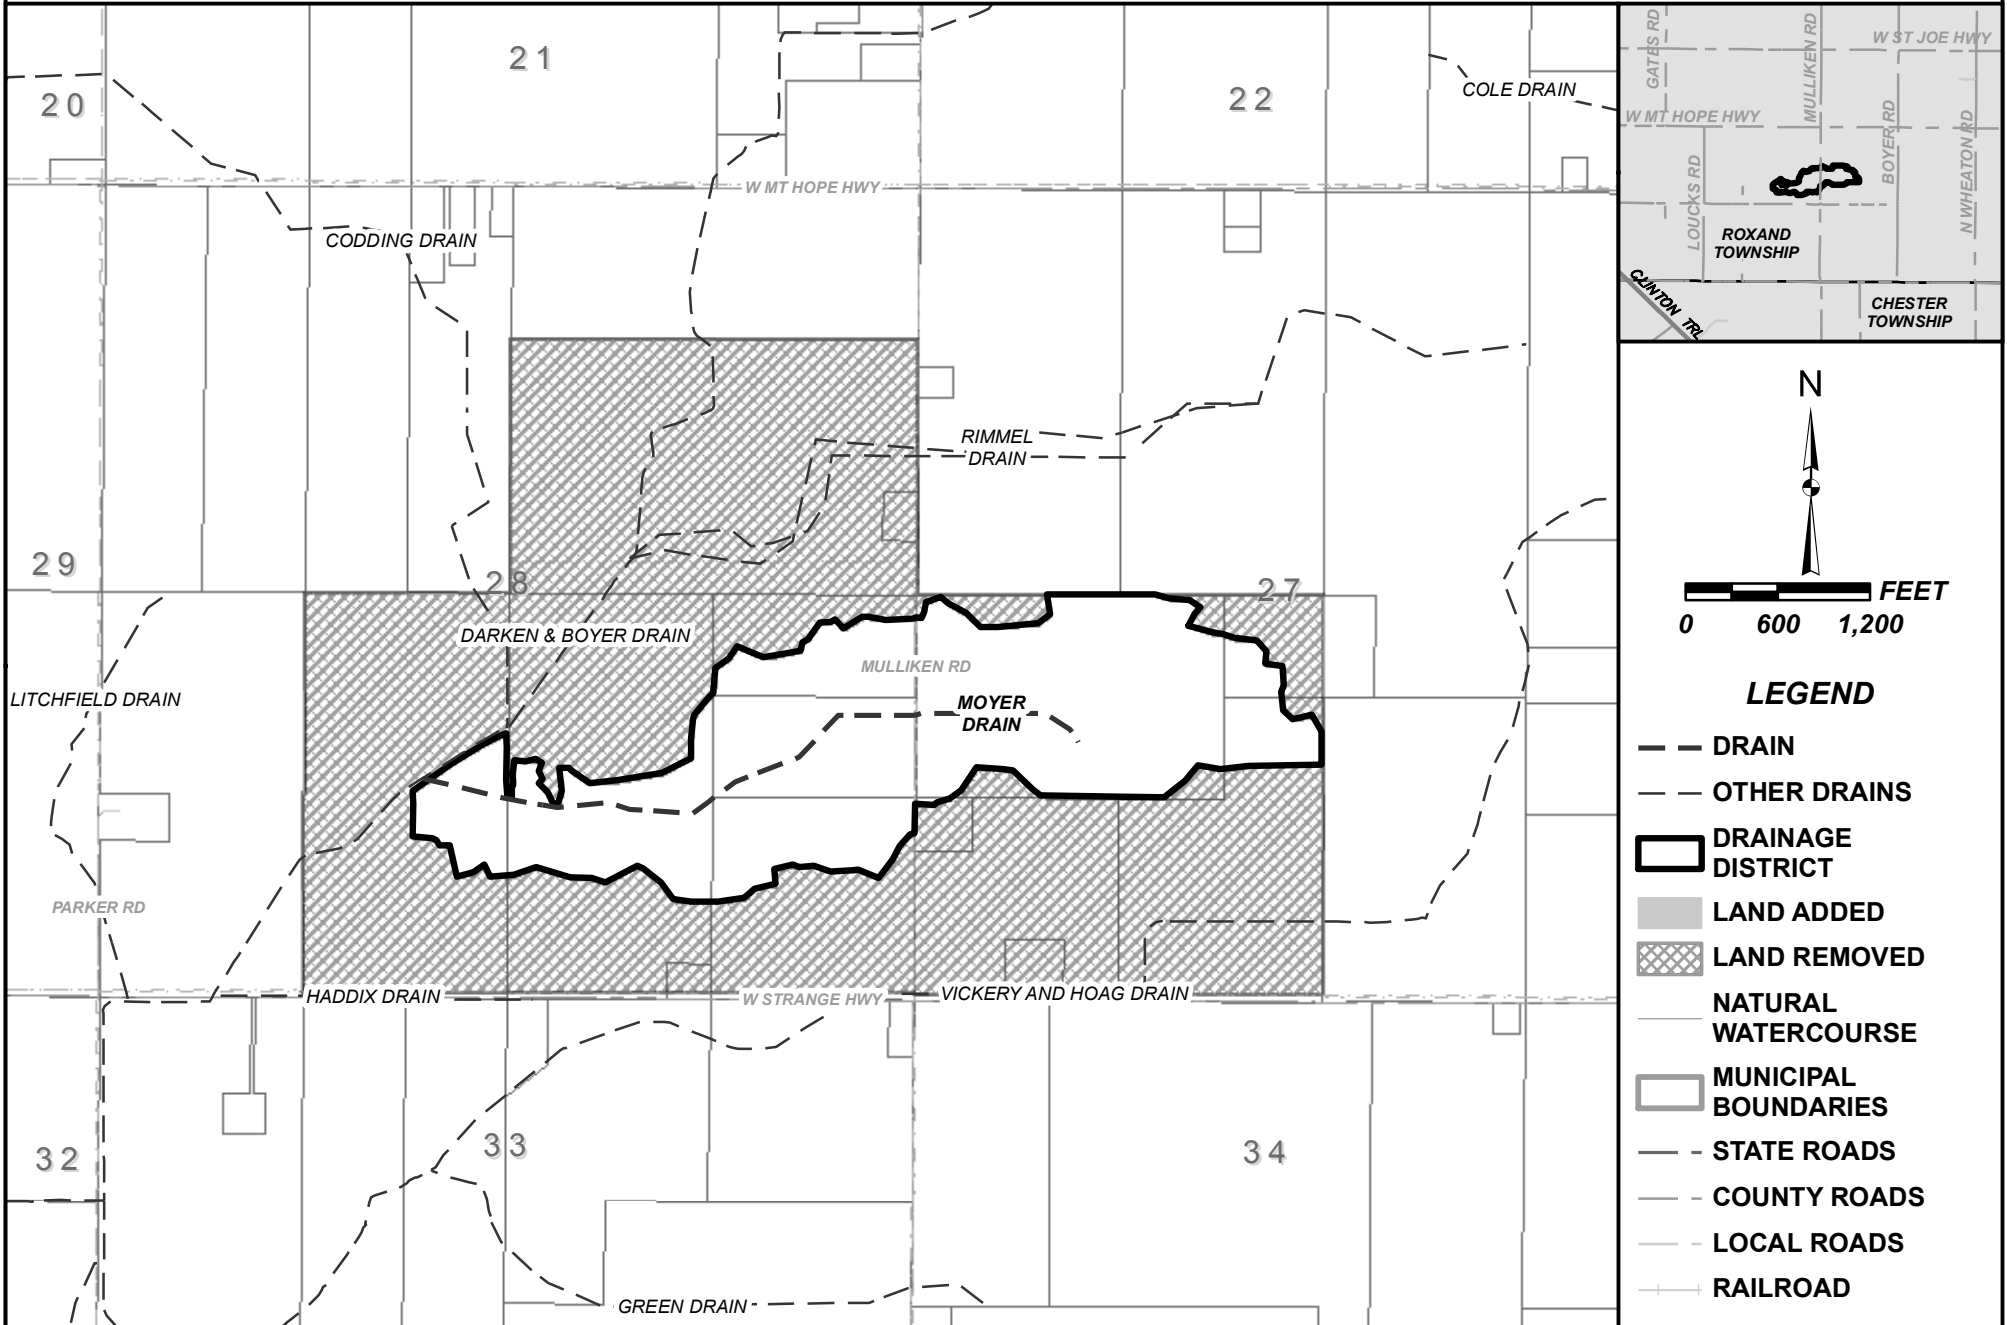 21
20
22
COLE DRAIN
W MT HOPE HWY
CODDING DRAIN
RIMMEL
DRAIN
29
28
27
DARKEN & BOYER DRAIN
MULLIKEN RD
LITCHFIELD DRAIN
MOYER
DRAIN
PARKER RD
HADDIX DRAIN
W STRANGE HWY
VICKERY AND HOAG DRAIN
32
33
34
GREEN DRAIN
GATES RD
MULLIKEN RD
W ST JOE HWY
W MT HOPE HWY
BOYER RD
N WHEATON RD
LOUCKS RD
ROXAND
TOWNSHIP
CLINTON TRL
CHESTER
TOWNSHIP
N
FEET
0 600 1,200
LEGEND
DRAIN
OTHER DRAINS
DRAINAGE
DISTRICT
LAND ADDED
LAND REMOVED
NATURAL
WATERCOURSE
MUNICIPAL
BOUNDARIES
STATE ROADS
COUNTY ROADS
LOCAL ROADS
RAILROAD